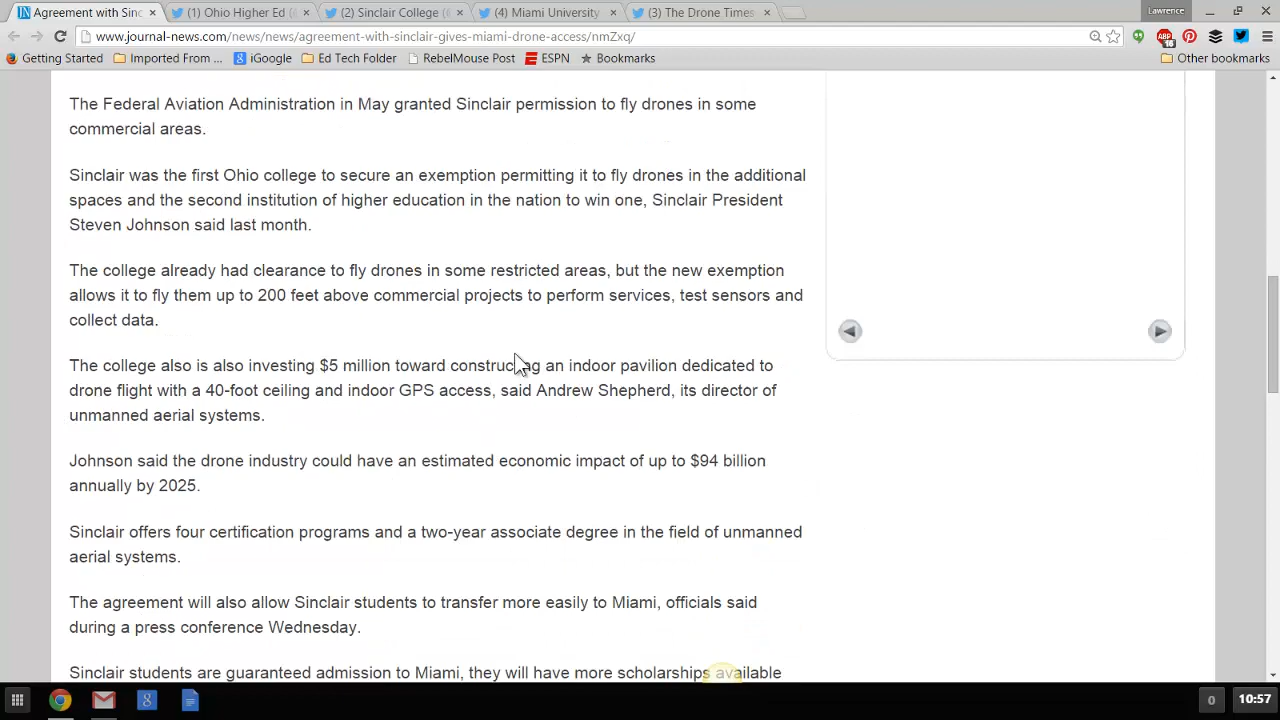 Agreement with Sinc
(1) Ohio Higher Ed (
(2) Sinclair College (
(4) Miami University
(3) The Drone Times
Lawrence
www.journal-news.com/news/news/agreement-with-sinclair-gives-miami-drone-access/nmZxq/
ABP
16
Getting Started
Imported From ...
iGoogle
Ed Tech Folder
RebelMouse Post
ESPN
Bookmarks
Other bookmarks
The Federal Aviation Administration in May granted Sinclair permission to fly drones in some
commercial areas.
Sinclair was the first Ohio college to secure an exemption permitting it to fly drones in the additional
spaces and the second institution of higher education in the nation to win one, Sinclair President
Steven Johnson said last month.
The college already had clearance to fly drones in some restricted areas, but the new exemption
allows it to fly them up to 200 feet above commercial projects to perform services, test sensors and
collect data.
The college also is also investing $5 million toward constructing an indoor pavilion dedicated to
drone flight with a 40-foot ceiling and indoor GPS access, said Andrew Shepherd, its director of
unmanned aerial systems.
Johnson said the drone industry could have an estimated economic impact of up to $94 billion
annually by 2025.
Sinclair offers four certification programs and a two-year associate degree in the field of unmanned
aerial systems.
The agreement will also allow Sinclair students to transfer more easily to Miami, officials said
during a press conference Wednesday.
Sinclair students are guaranteed admission to Miami, they will have more scholarships available
0
10:57